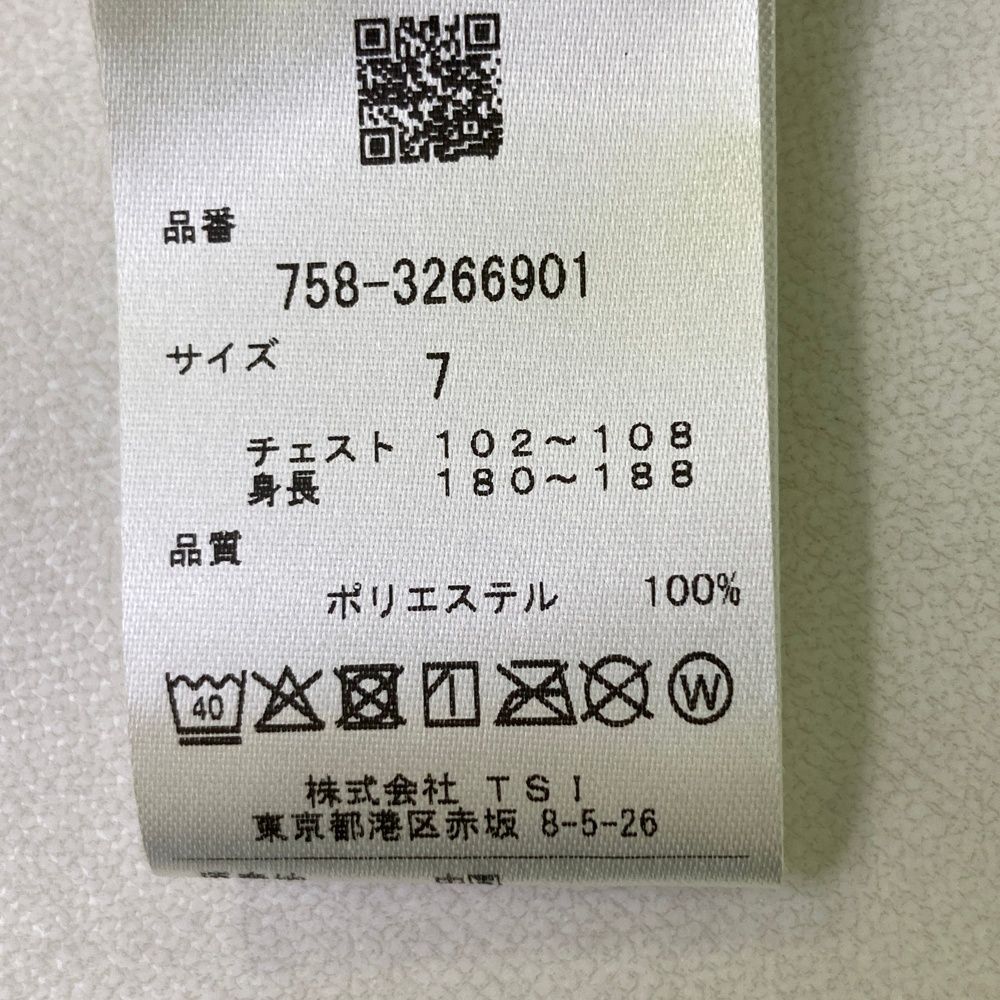 品番
758-3266901
サイズ
7
チェスト 102～108
身長 180～188
品質
ポリエステル 100%
40
W
株式会社 TSI
東京都港区赤坂 8-5-26